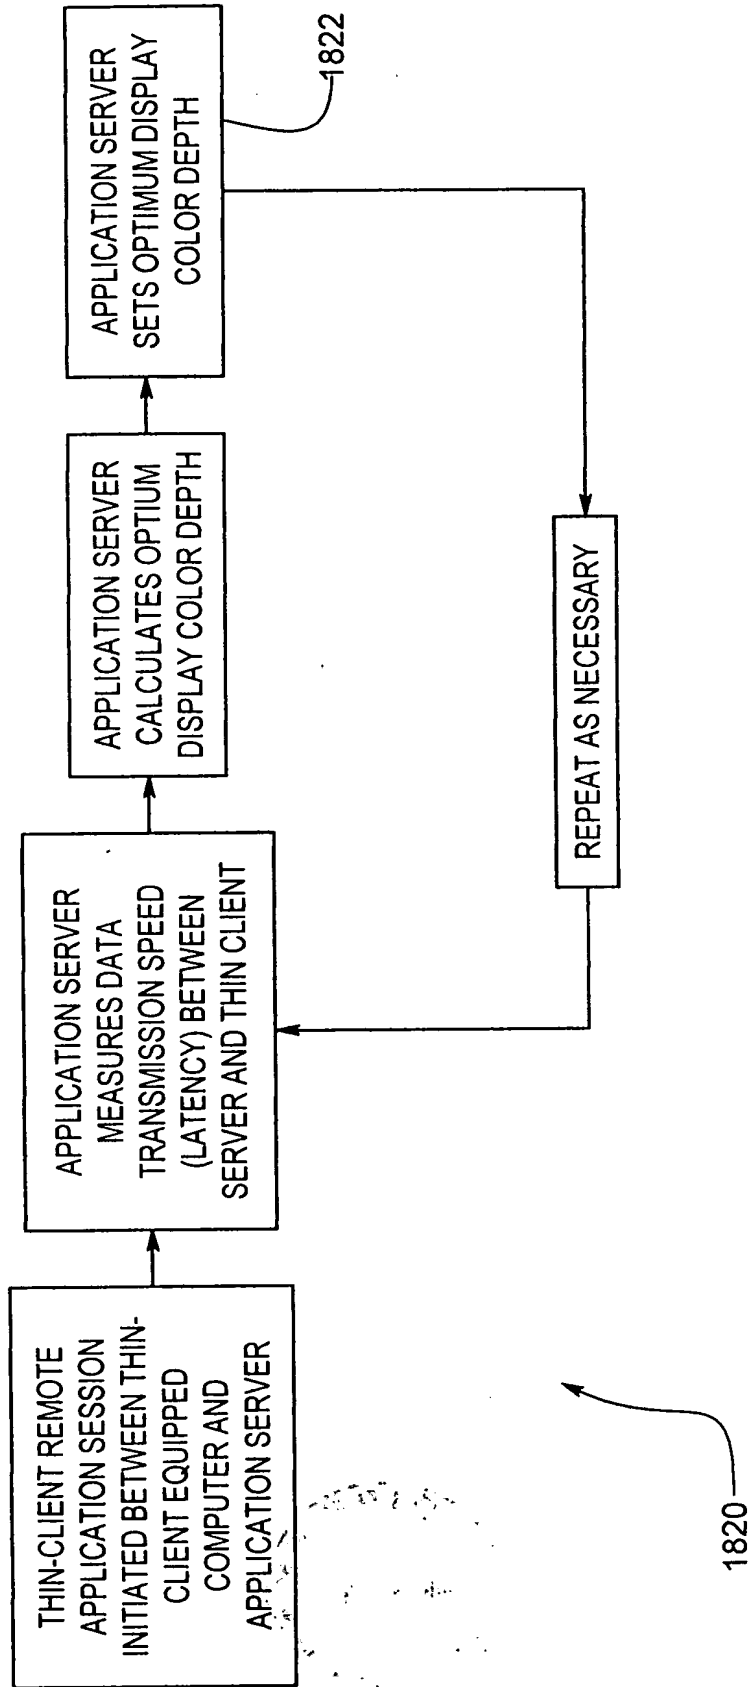 THIN-CLIENT REMOTE
APPLICATION SESSION
INITIATED BETWEEN THIN-
CLIENT EQUIPPED
COMPUTER AND
APPLICATION SERVER
APPLICATION SERVER
MEASURES DATA
TRANSMISSION SPEED
(LATENCY) BETWEEN
SERVER AND THIN CLIENT
APPLICATION SERVER
CALCULATES OPTIUM
DISPLAY COLOR DEPTH
APPLICATION SERVER
SETS OPTIMUM DISPLAY
COLOR DEPTH
1822
REPEAT AS NECESSARY
1820